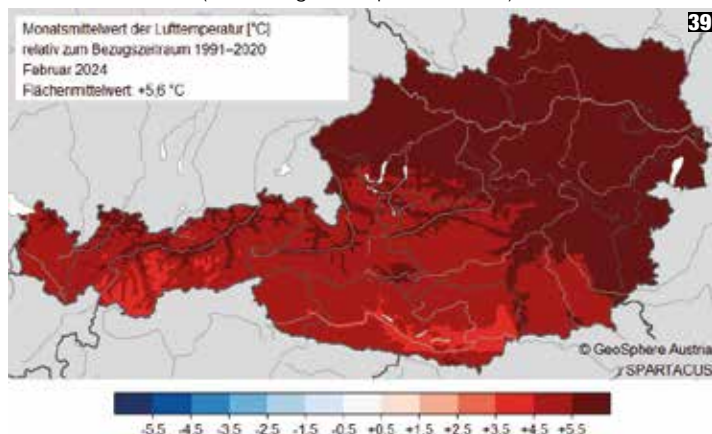 39
Monatsmittelwert der Lufttemperatur [°C]
relativ zum Bezugszeitraum 1991–2020
Februar 2024
Flächenmittelwert: +5,6 °C
© GeoSphere Austria
/ SPARTACUS
-5.5 -4.5 -3.5 -2.5 -1.5 -0.5 +0.5 +1.5 +2.5 +3.5 +4.5 +5.5